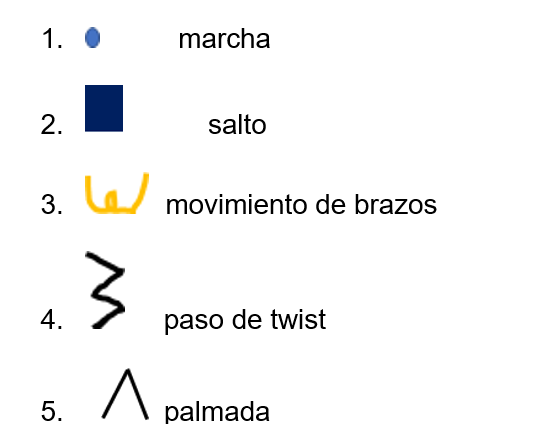 1. marcha
2. salto
3. movimiento de brazos
4. paso de twist
5. palmada